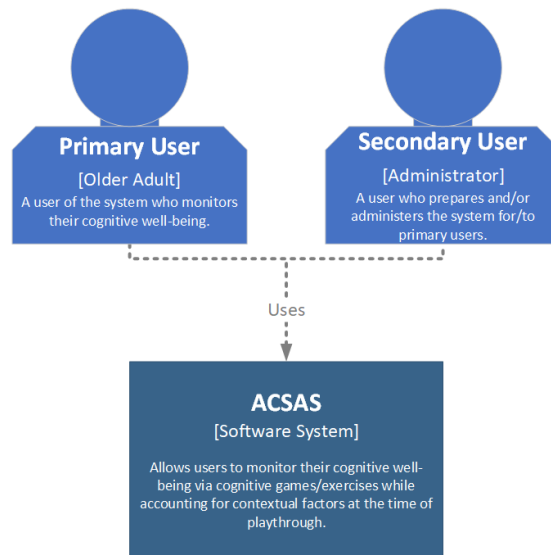 Primary User
[Older Adult]
A user of the system who monitors
their cognitive well-being.
Secondary User
[Administrator]
A user who prepares and/or
administers the system for/to
primary users.
Uses
ACSAS
[Software System]
Allows users to monitor their cognitive well-
being via cognitive games/exercises while
accounting for contextual factors at the time of
playthrough.